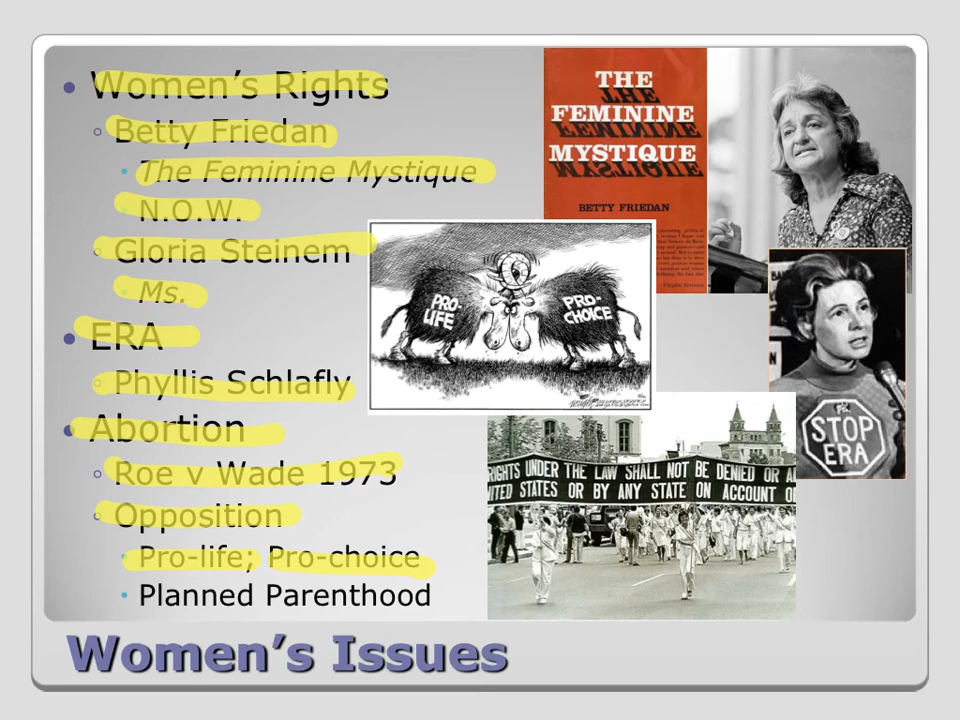 Women's Rights
Betty Friedan
The Feminine Mystique
N.O.W.
Gloria Steinem
Ms.
ERA
Phyllis Schlafly
Abortion
Roe v Wade 1973
Opposition
Pro-life; Pro-choice
Planned Parenthood
THE
FEMININE
MYSTIQUE
BETTY FRIEDAN
PRO-
LIFE
PRO-
CHOICE
STOP
ERA
RIGHTS UNDER THE LAW SHALL NOT BE DENIED OR
STATES OR BY ANY STATE ON ACCOUNT
Women's Issues